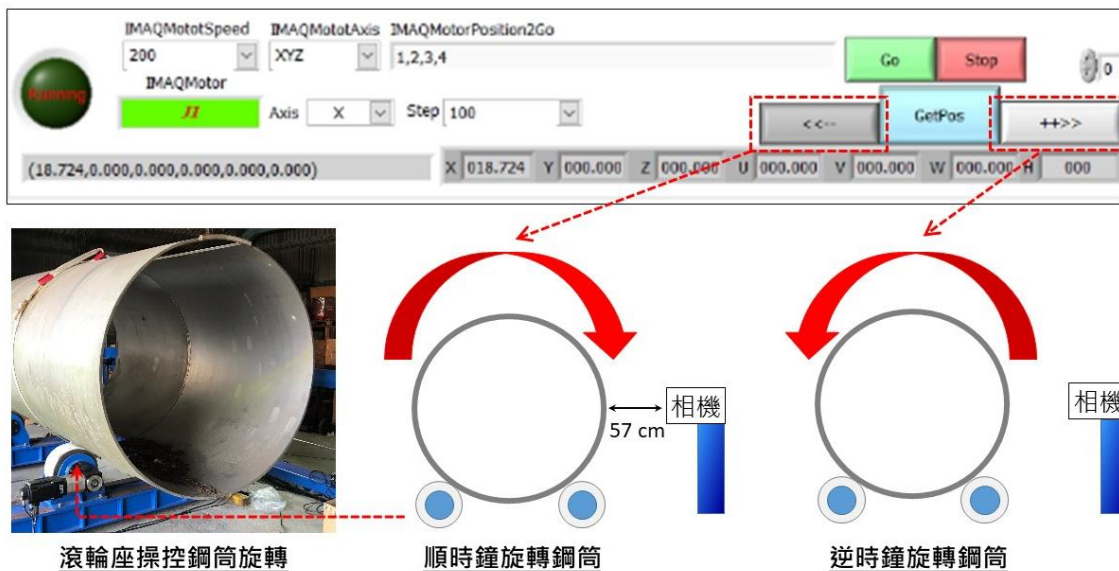 IMAQMototSpeed IMAQMototAxis IMAQMotorPosition2Go
200 XYZ 1,2,3,4
Go Stop 0
Running
IMAQMotor
JI Axis X Step 100
<<-- GetPos ++>>
(18.724,0.000,0.000,0.000,0.000,0.000) X 018.724 Y 000.000 Z 000.000 U 000.000 V 000.000 W 000.000 R 000
相機 相機
57 cm
滾輪座操控鋼筒旋轉 順時鐘旋轉鋼筒 逆時鐘旋轉鋼筒